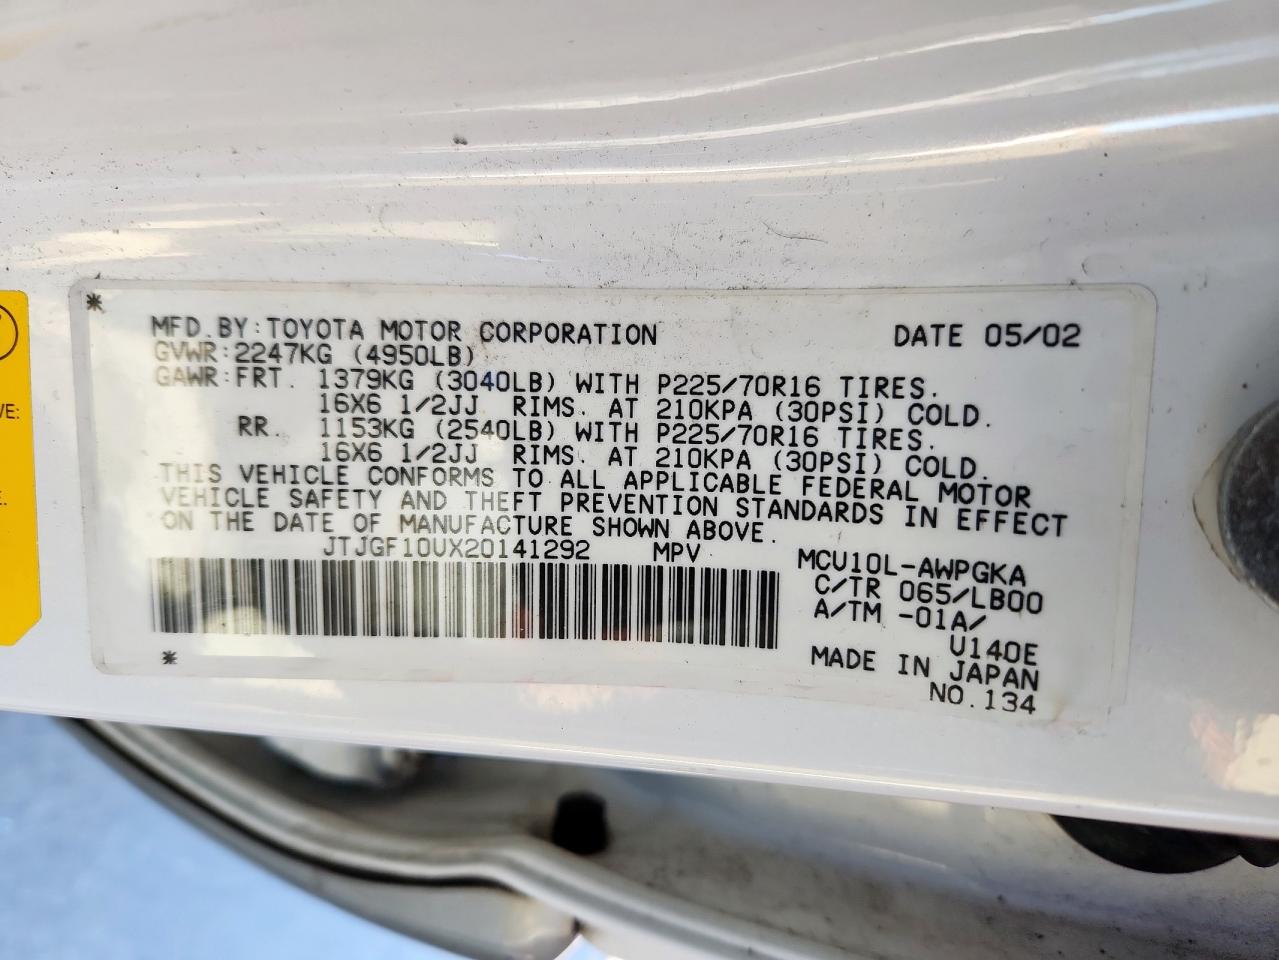 MFD.BY:TOYOTA MOTOR CORPORATION DATE 05/02
GVWR:2247KG (4950LB)
GAWR:FRT. 1379KG (3040LB) WITH P225/70R16 TIRES.
16X6 1/2JJ RIMS. AT 210KPA (30PSI) COLD.
RR. 1153KG (2540LB) WITH P225/70R16 TIRES.
16X6 1/2JJ RIMS. AT 210KPA (30PSI) COLD.
THIS VEHICLE CONFORMS TO ALL APPLICABLE FEDERAL MOTOR
VEHICLE SAFETY AND THEFT PREVENTION STANDARDS IN EFFECT
ON THE DATE OF MANUFACTURE SHOWN ABOVE.
JTJGF10UX20141292 MPV
MCU10L-AWPGKA
C/TR 065/LB00
A/TM -01A/
U140E
MADE IN JAPAN
NO.134
VE:
E.